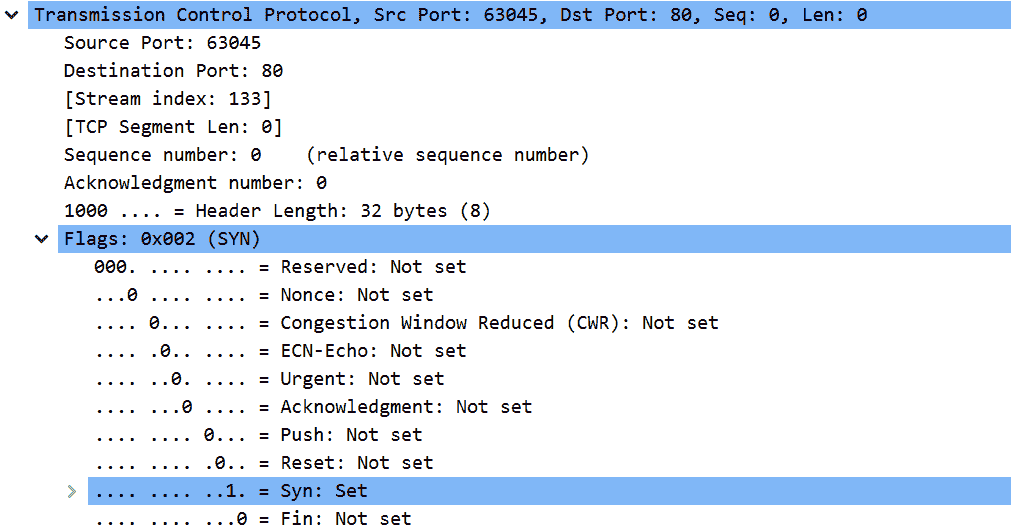 Transmission Control Protocol, Src Port: 63045, Dst Port: 80, Seq: 0, Len: 0
Source Port: 63045
Destination Port: 80
[Stream index: 133]
[TCP Segment Len: 0]
Sequence number: 0    (relative sequence number)
Acknowledgment number: 0
1000 .... = Header Length: 32 bytes (8)
Flags: 0x002 (SYN)
000. .... .... = Reserved: Not set
...0 .... .... = Nonce: Not set
.... 0... .... = Congestion Window Reduced (CWR): Not set
.... .0.. .... = ECN-Echo: Not set
.... ..0. .... = Urgent: Not set
.... ...0 .... = Acknowledgment: Not set
.... .... 0... = Push: Not set
.... .... .0.. = Reset: Not set
.... .... ..1. = Syn: Set
.... .... ...0 = Fin: Not set